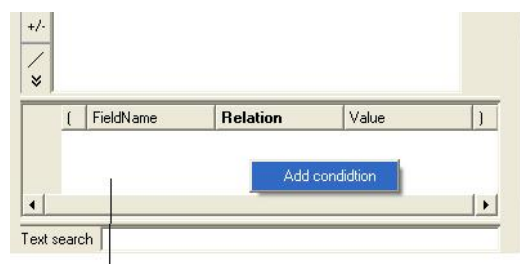 +/-
( FieldName Relation Value )
Add condidtion
Text search